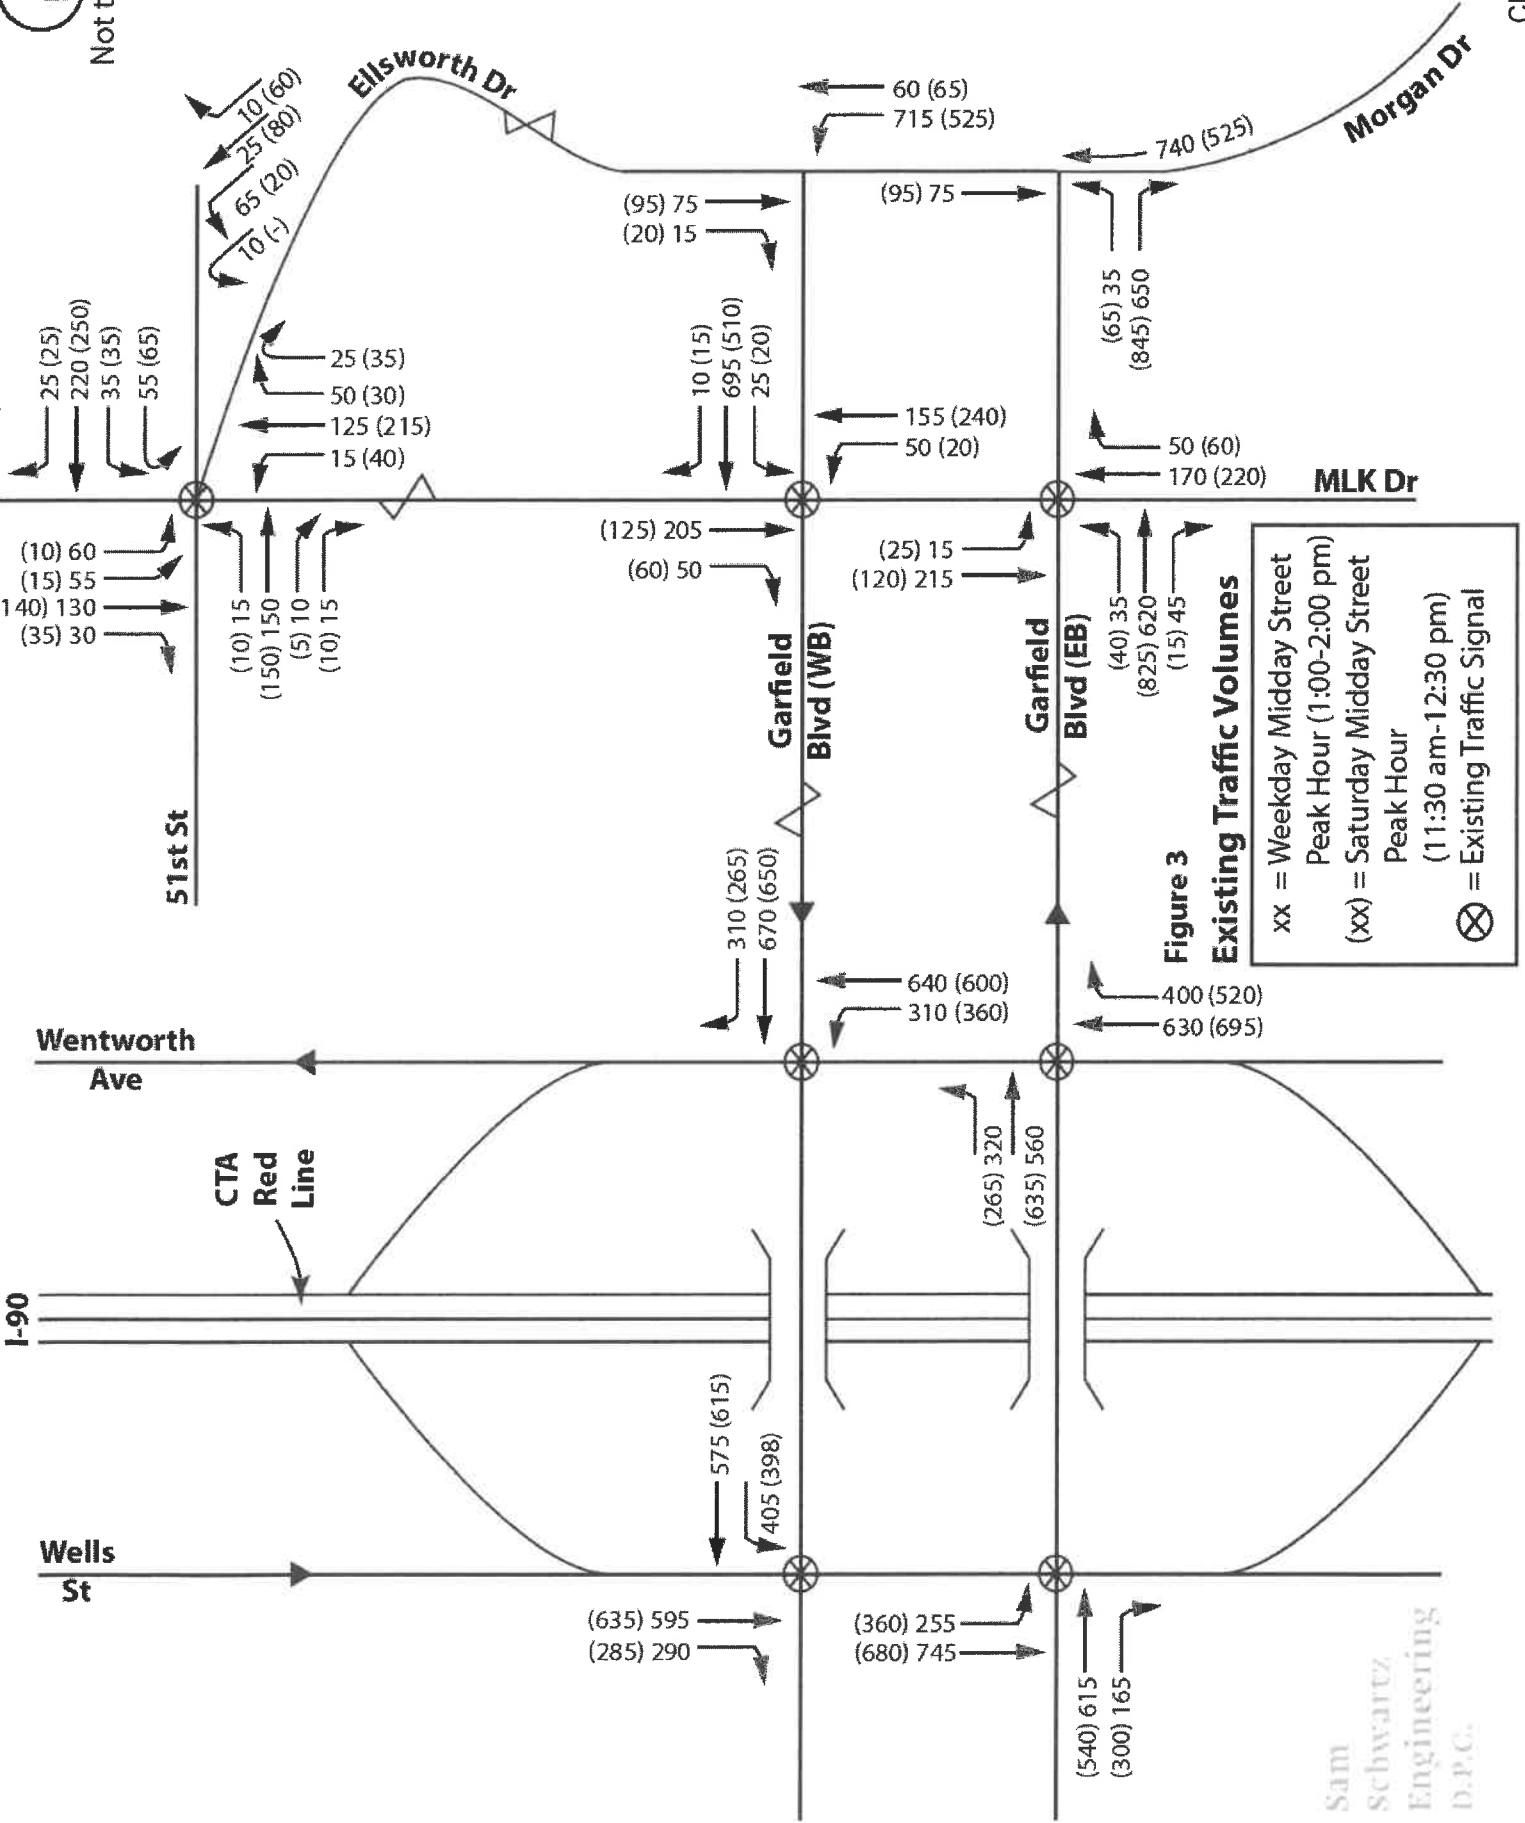 Not t
Ellsworth Dr
10 (60)
25 (80)
65 (20)
10 (-)
25 (25)
220 (250)
35 (35)
55 (65)
25 (35)
50 (30)
125 (215)
15 (40)
(10) 60
(15) 55
140) 130
(35) 30
(10) 15
(150) 150
(5) 10
(10) 15
51st St
60 (65)
715 (525)
(95) 75
(20) 15
(95) 75
740 (525)
Morgan Dr
(65) 35
(845) 650
10 (15)
695 (510)
25 (20)
155 (240)
50 (20)
50 (60)
170 (220)
MLK Dr
(125) 205
(60) 50
(25) 15
(120) 215
(40) 35
(825) 620
(15) 45
Garfield
Blvd (WB)
Garfield
Blvd (EB)
310 (265)
670 (650)
640 (600)
310 (360)
400 (520)
630 (695)
Wentworth
Ave
(265) 320
(635) 560
CTA
Red
Line
I-90
575 (615)
405 (398)
Wells
St
(635) 595
(285) 290
(360) 255
(680) 745
(540) 615
(300) 165
Figure 3
Existing Traffic Volumes
xx = Weekday Midday Street
Peak Hour (1:00-2:00 pm)
(xx) = Saturday Midday Street
Peak Hour
(11:30 am-12:30 pm)
= Existing Traffic Signal
Sam
Schwartz
Engineering
D.P.C.